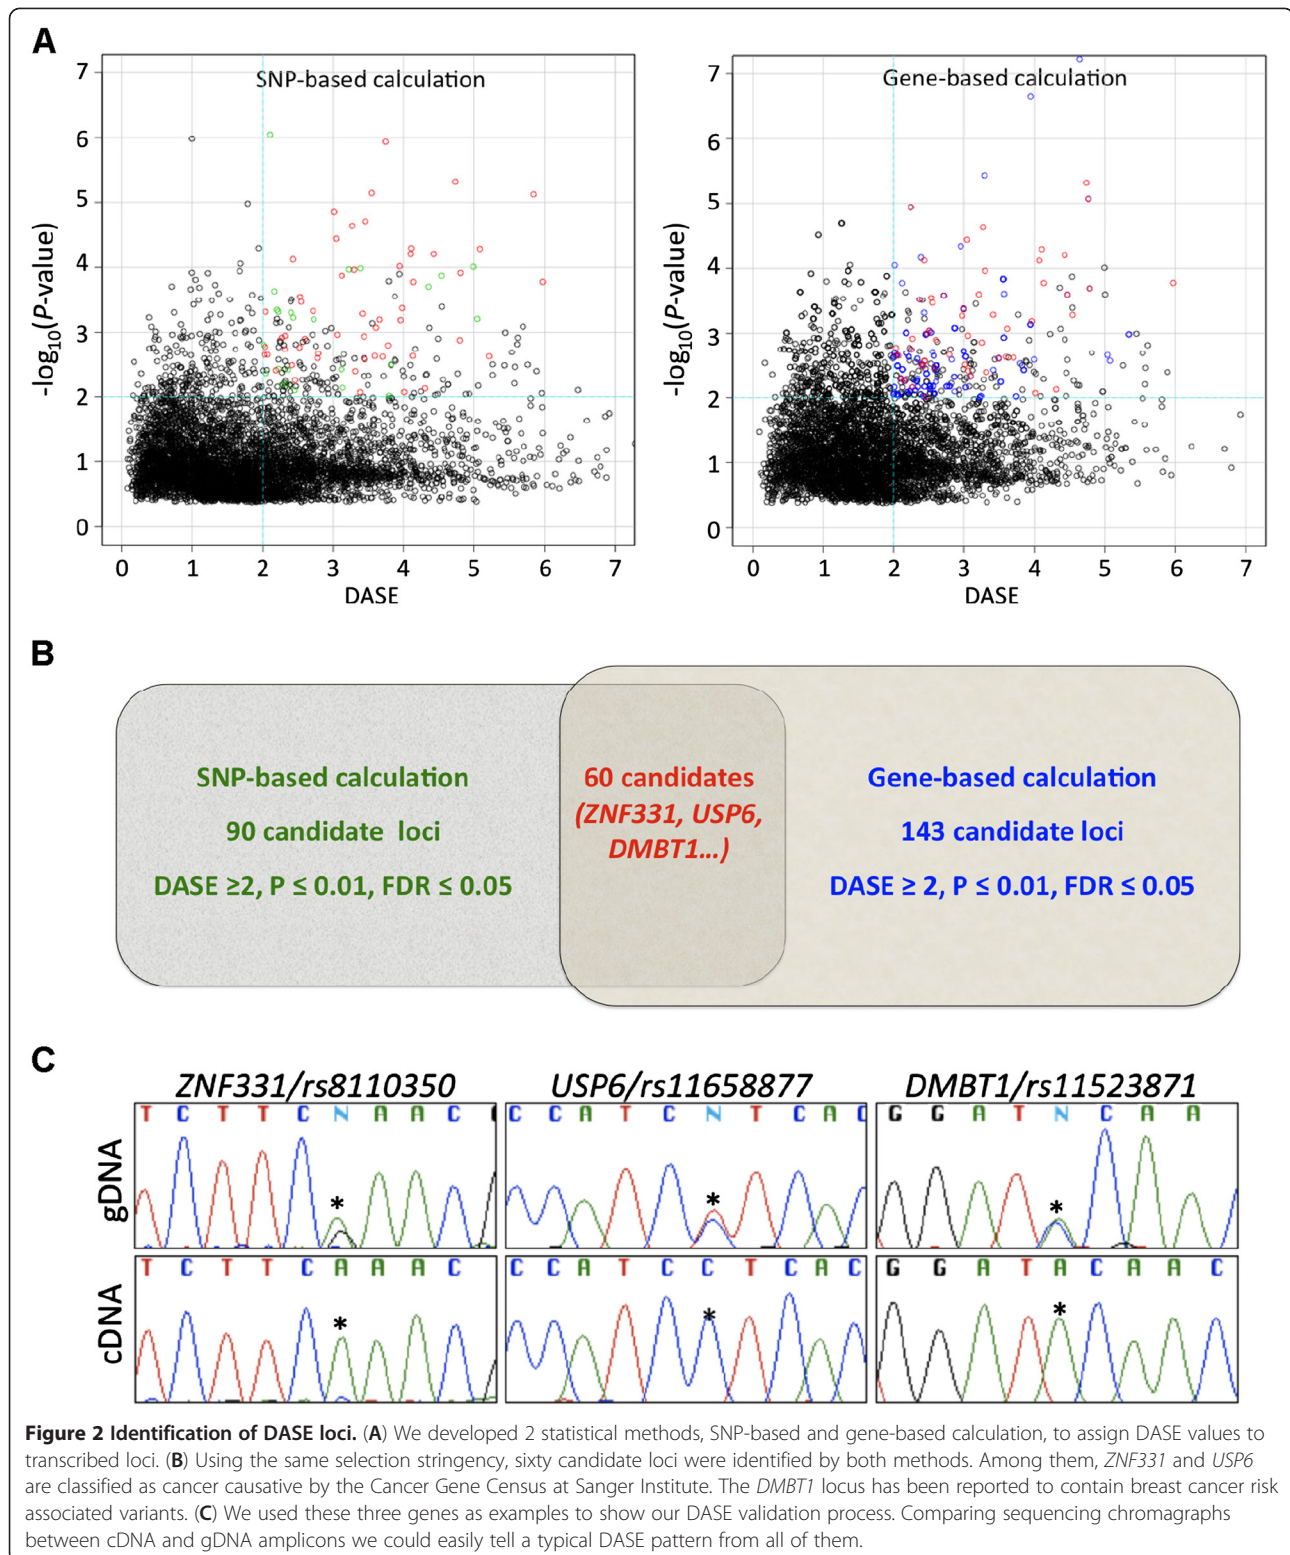 A
SNP-based calculation
-log10(P-value)
7
6
5
4
3
2
1
0
0 1 2 3 4 5 6 7
DASE
Gene-based calculation
-log10(P-value)
7
6
5
4
3
2
1
0
0 1 2 3 4 5 6 7
DASE
B
SNP-based calculation
90 candidate loci
DASE ≥2, P ≤ 0.01, FDR ≤ 0.05
60 candidates
(ZNF331, USP6,
DMBT1...)
Gene-based calculation
143 candidate loci
DASE ≥ 2, P ≤ 0.01, FDR ≤ 0.05
C
ZNF331/rs8110350
USP6/rs11658877
DMBT1/rs11523871
gDNA
T C T T C N A A C
*
C C A T C N T C A C
*
G G A T N C A A
*
cDNA
T C T T C A A A C
*
C C A T C C T C A C
*
G G A T A C A A C
*
Figure 2 Identification of DASE loci. (A) We developed 2 statistical methods, SNP-based and gene-based calculation, to assign DASE values to
transcribed loci. (B) Using the same selection stringency, sixty candidate loci were identified by both methods. Among them, ZNF331 and USP6
are classified as cancer causative by the Cancer Gene Census at Sanger Institute. The DMBT1 locus has been reported to contain breast cancer risk
associated variants. (C) We used these three genes as examples to show our DASE validation process. Comparing sequencing chromagraphs
between cDNA and gDNA amplicons we could easily tell a typical DASE pattern from all of them.